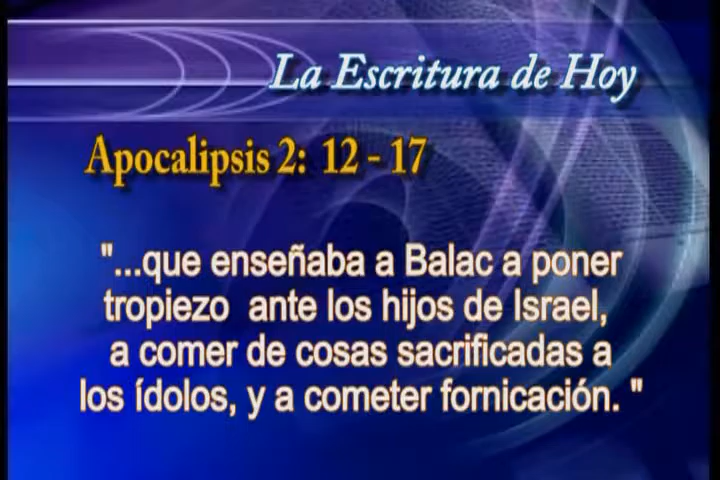 La Escritura de Hoy
Apocalipsis 2: 12 - 17
"...que enseñaba a Balac a poner
tropiezo ante los hijos de Israel,
a comer de cosas sacrificadas a
los ídolos, y a cometer fornicación. "